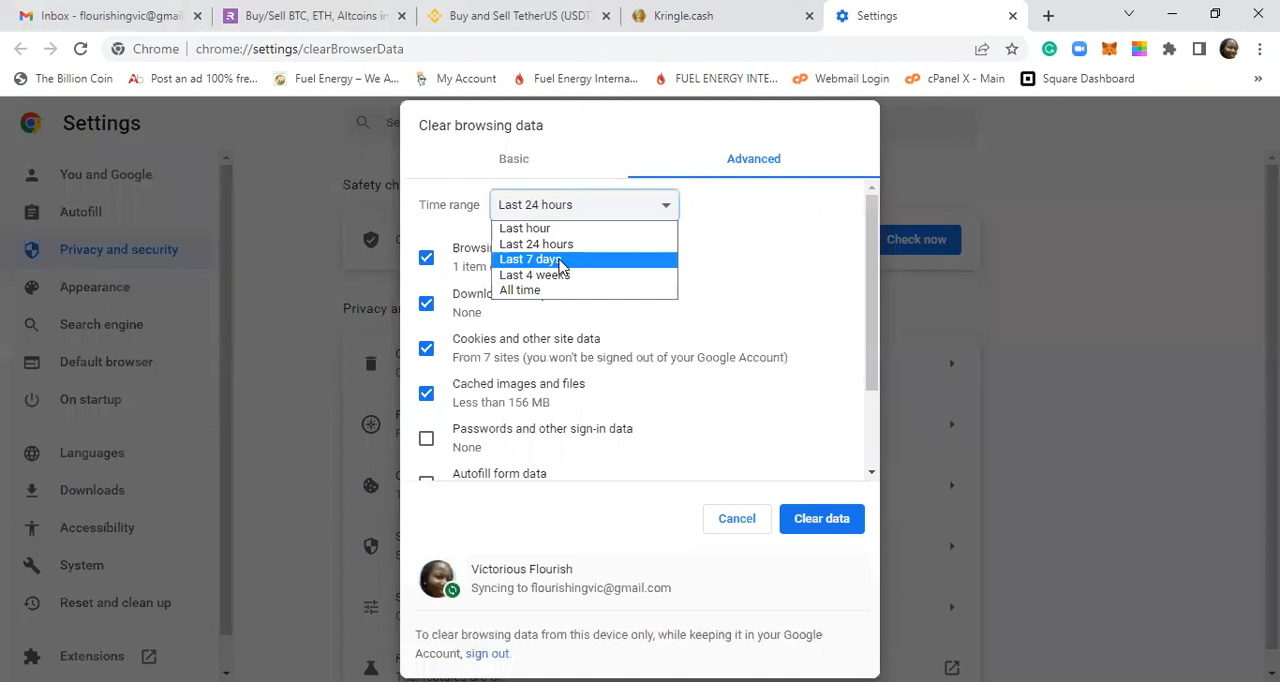 Inbox - flourishingvic@gmail.
Buy/Sell BTC, ETH, Altcoins in
Buy and Sell TetherUS (USDT
Kringle.cash
Settings
Chrome
chrome://settings/clearBrowserData
The Billion Coin
Post an ad 100% fre...
Fuel Energy – We A...
My Account
Fuel Energy Interna...
FUEL ENERGY INTE...
Webmail Login
cPanel X - Main
Square Dashboard
Settings
Se
Clear browsing data
Basic
Advanced
You and Google
Safety ch
Autofill
Time range
Last 24 hours
Last hour
Last 24 hours
Last 7 days
Last 4 weeks
All time
Privacy and security
Check now
Browsi
1 item
Appearance
Downlo
None
Privacy an
Search engine
Cookies and other site data
From 7 sites (you won't be signed out of your Google Account)
Default browser
Cached images and files
Less than 156 MB
On startup
Passwords and other sign-in data
None
Languages
Autofill form data
Downloads
Cancel
Clear data
Accessibility
System
Victorious Flourish
Syncing to flourishingvic@gmail.com
Reset and clean up
To clear browsing data from this device only, while keeping it in your Google
Account, sign out.
Extensions